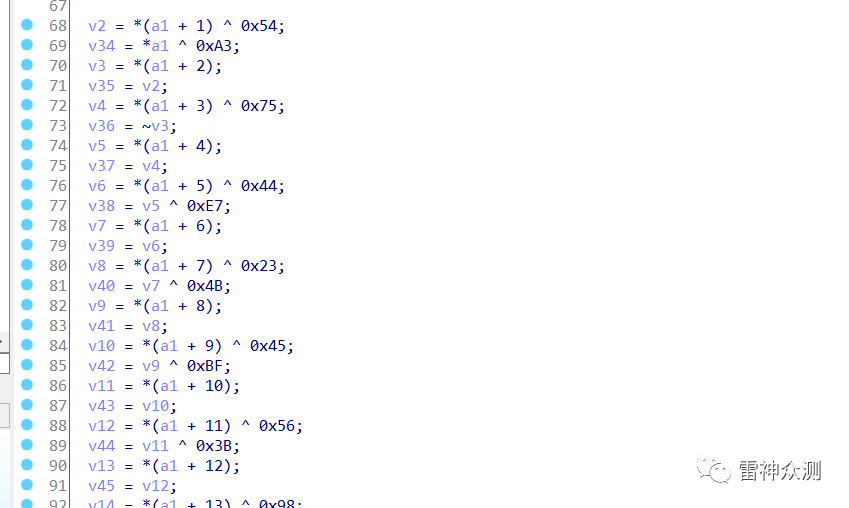 67
68 v2 = *(a1 + 1) ^ 0x54;
69 v34 = *a1 ^ 0xA3;
70 v3 = *(a1 + 2);
71 v35 = v2;
72 v4 = *(a1 + 3) ^ 0x75;
73 v36 = ~v3;
74 v5 = *(a1 + 4);
75 v37 = v4;
76 v6 = *(a1 + 5) ^ 0x44;
77 v38 = v5 ^ 0xE7;
78 v7 = *(a1 + 6);
79 v39 = v6;
80 v8 = *(a1 + 7) ^ 0x23;
81 v40 = v7 ^ 0x4B;
82 v9 = *(a1 + 8);
83 v41 = v8;
84 v10 = *(a1 + 9) ^ 0x45;
85 v42 = v9 ^ 0xBF;
86 v11 = *(a1 + 10);
87 v43 = v10;
88 v12 = *(a1 + 11) ^ 0x56;
89 v44 = v11 ^ 0x3B;
90 v13 = *(a1 + 12);
91 v45 = v12;
92 v14 = *(a1 + 13) ^ 0x98;
雷神众测